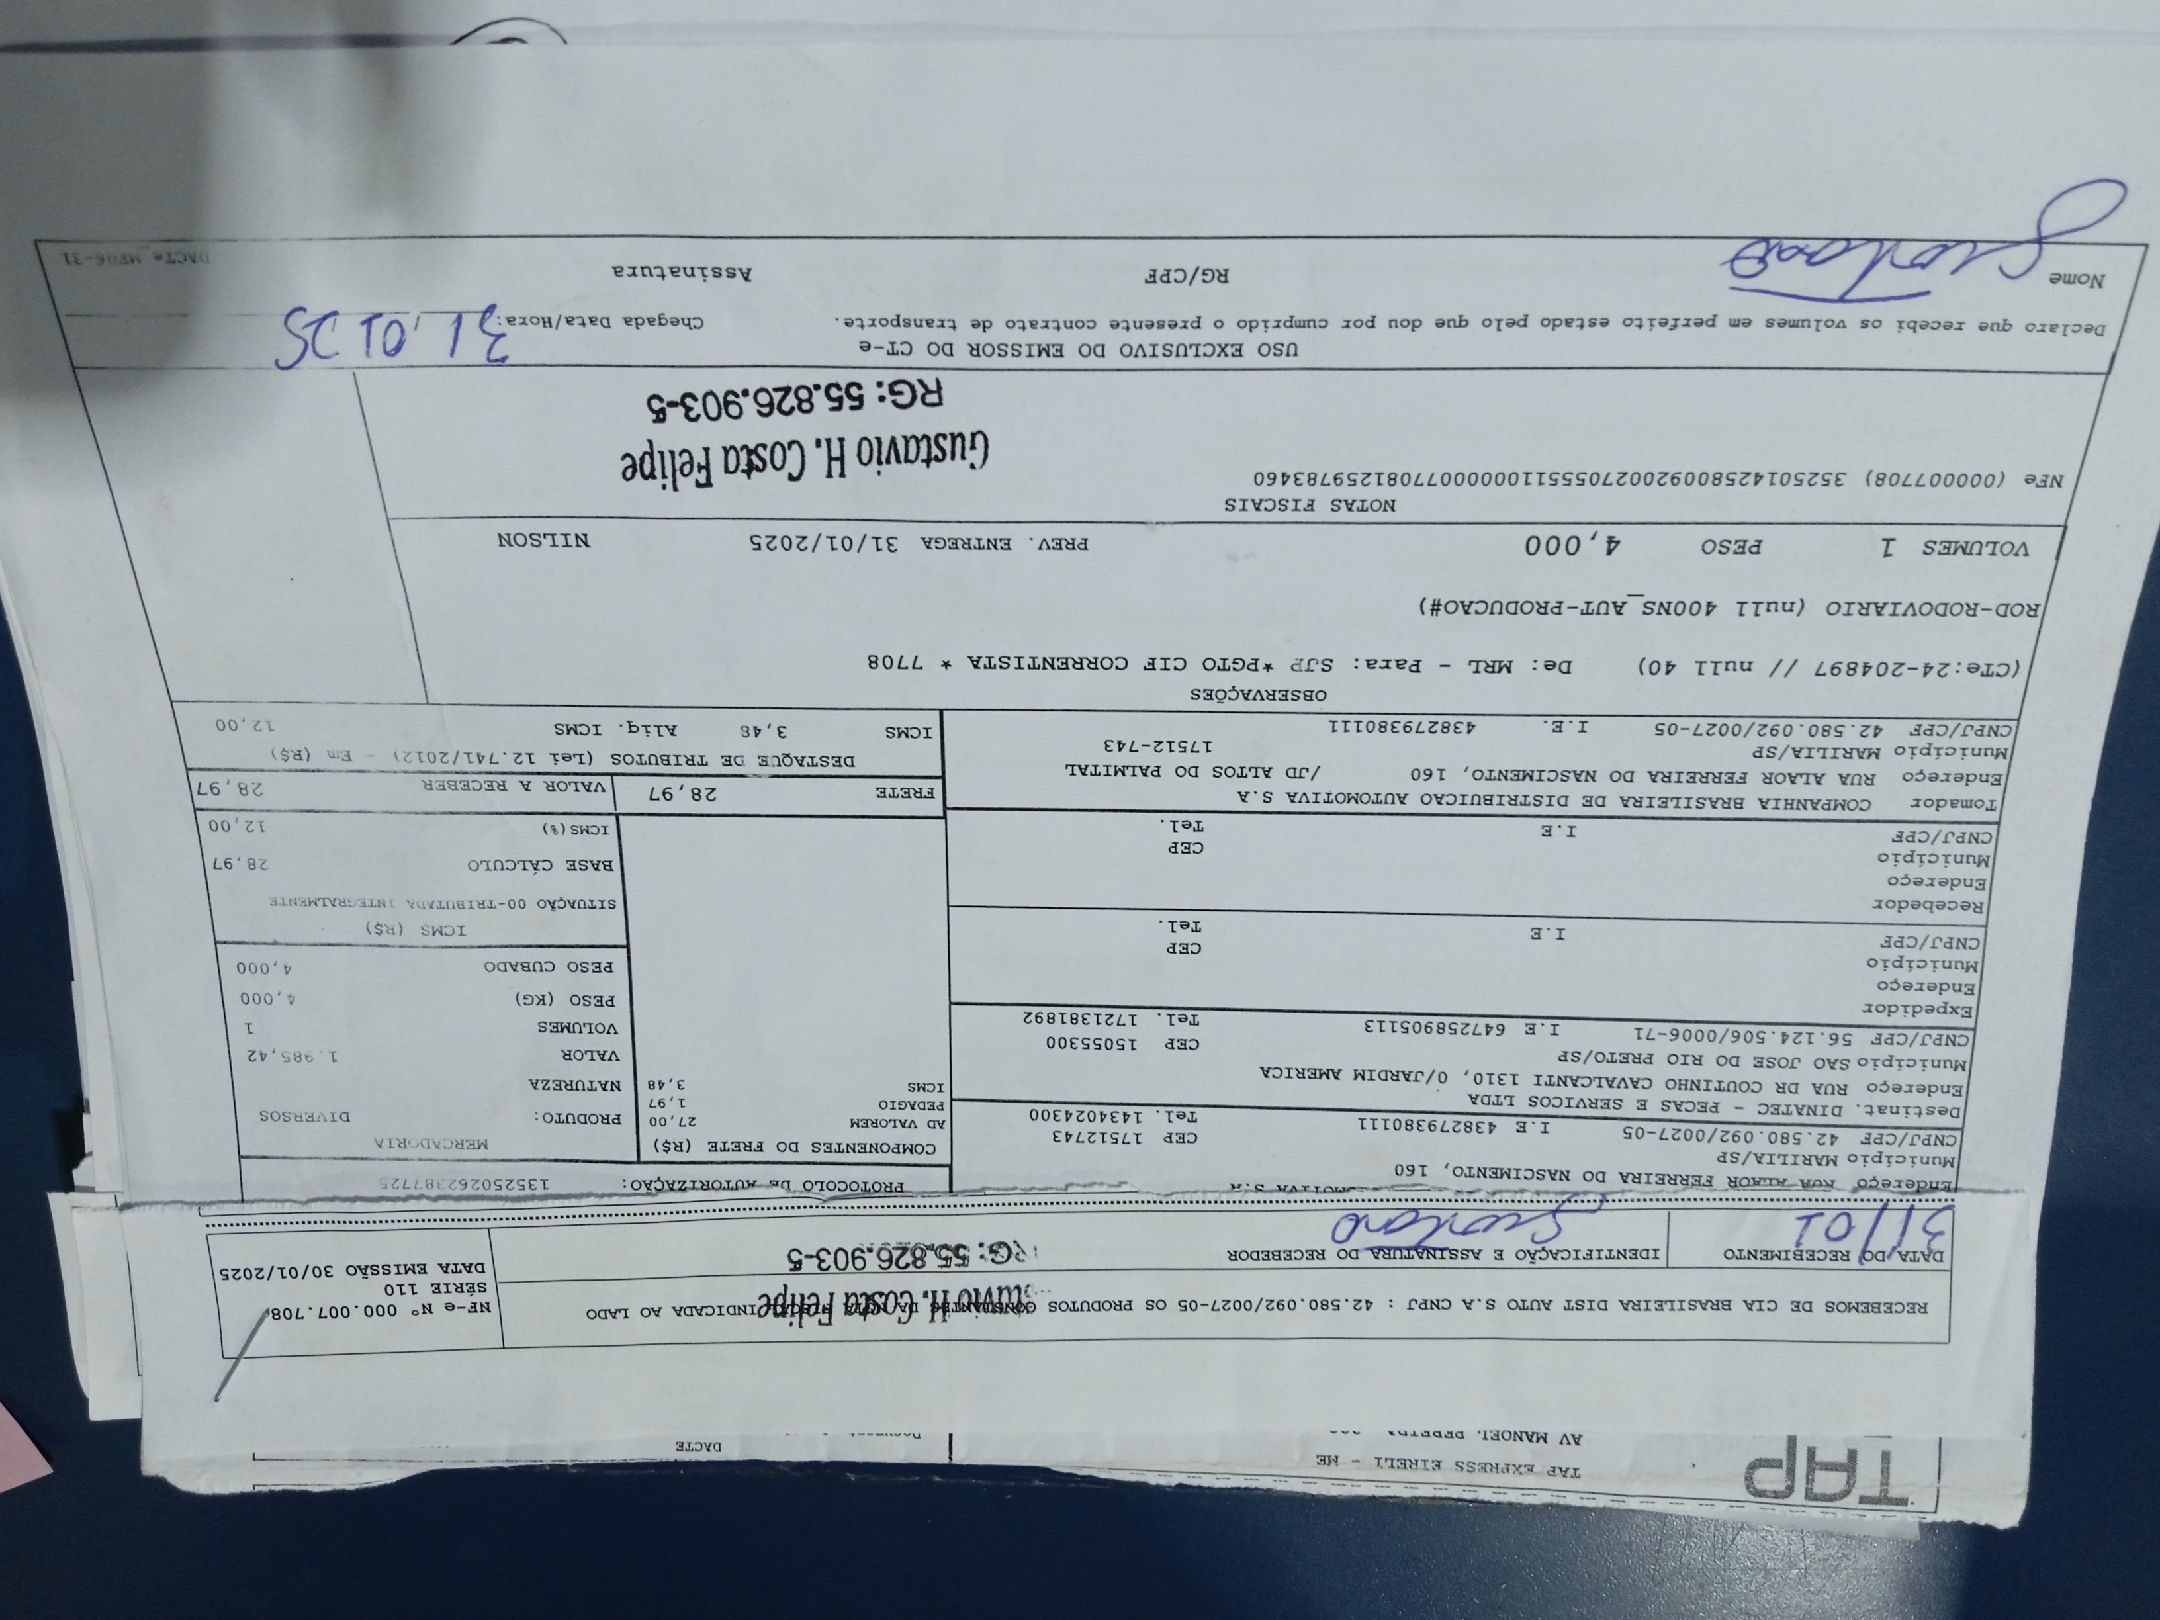 TAP
TAP EXPRESS EIRELI - ME
AV MANOEL
DACTE
RECEBEMOS DE CIA BRASILEIRA DIST AUTO S.A CNPJ : 42.580.092/0027-05 OS PRODUTOS CONSTANTES DA NOTA FISCAL INDICADA AO LADO
NF-e Nº 000.007.708
SÉRIE 110
DATA EMISSÃO 30/01/2025
H. Costa Felipe
RG: 55.826.903-5
DATA DO RECEBIMENTO
31/01
IDENTIFICAÇÃO E ASSINATURA DO RECEBEDOR
Gustavo
Endereço RUA ALAOR FERREIRA DO NASCIMENTO, 160
Município MARILIA/SP
CEP 17512743
CNPJ/CPF 42.580.092/0027-05 I.E 438279380111 Tel. 1434024300
Destinat. DINATEC - PECAS E SERVICOS LTDA
Endereço RUA DR COUTINHO CAVALCANTI 1310, 0/JARDIM AMERICA
Município SAO JOSE DO RIO PRETO/SP CEP 15055300
CNPJ/CPF 56.124.506/0006-71 I.E 647258905113 Tel. 1721381892
Expedidor
Endereço
Município CEP
CNPJ/CPF I.E Tel.
Recebedor
Endereço
Município CEP
CNPJ/CPF I.E Tel.
Tomador COMPANHIA BRASILEIRA DE DISTRIBUICAO AUTOMOTIVA S.A
Endereço RUA ALAOR FERREIRA DO NASCIMENTO, 160 /JD ALTOS DO PALMITAL
Município MARILIA/SP 17512-743
CNPJ/CPF 42.580.092/0027-05 I.E. 438279380111
PROTOCOLO DE AUTORIZAÇÃO: 135250262387725
COMPONENTES DO FRETE (R$)
AD VALOREM 27,00
PEDAGIO 1,97
ICMS 3,48
MERCADORIA
PRODUTO: DIVERSOS
NATUREZA
VALOR 1.985,42
VOLUMES 1
PESO (KG) 4,000
PESO CUBADO 4,000
ICMS (R$)
SITUAÇÃO 00-TRIBUTADA INTEGRALMENTE
BASE CÁLCULO 28,97
ICMS(%) 12,00
FRETE 28,97
VALOR A RECEBER 28,97
DESTAQUE DE TRIBUTOS (Lei 12.741/2012) - Em (R$)
ICMS 3,48 Aliq. ICMS 12,00
OBSERVAÇÕES
(CTe:24-204897 // null 40) De: MRL - Para: SJP *PGTO CIF CORRENTISTA * 7708
ROD-RODOVIARIO (null 400NS_AUT-PRODUCAO#)
VOLUMES 1 PESO 4,000 PREV. ENTREGA 31/01/2025 NILSON
NOTAS FISCAIS
NFe (000007708) 35250142580092002705551100000077081259783460
Gustavio H. Costa Felipe
RG: 55.826.903-5
USO EXCLUSIVO DO EMISSOR DO CT-e
Declaro que recebi os volumes em perfeito estado pelo que dou por cumprido o presente contrato de transporte.
Chegada Data/Hora: 31 01 25
Nome Gustavo
RG/CPF
Assinatura
DACTe_MF06-31